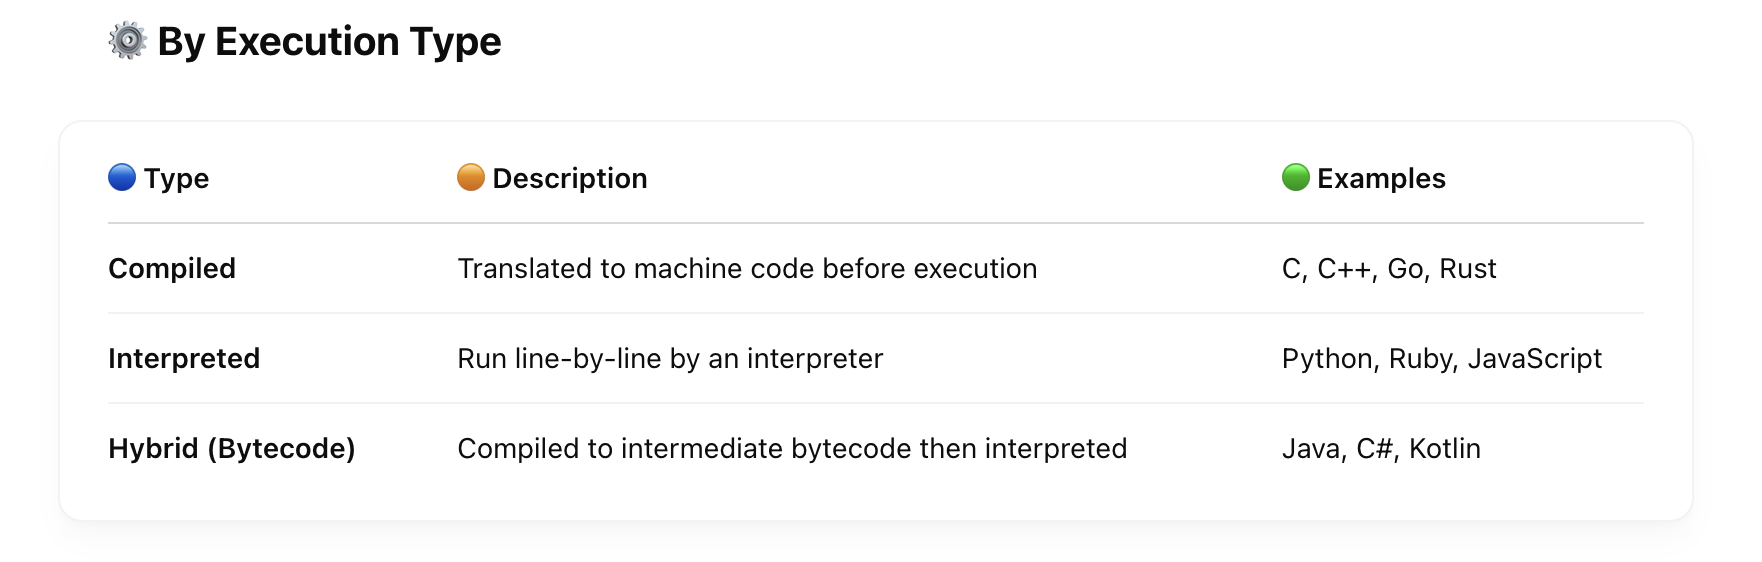 By Execution Type
Type Description Examples
Compiled Translated to machine code before execution C, C++, Go, Rust
Interpreted Run line-by-line by an interpreter Python, Ruby, JavaScript
Hybrid (Bytecode) Compiled to intermediate bytecode then interpreted Java, C#, Kotlin